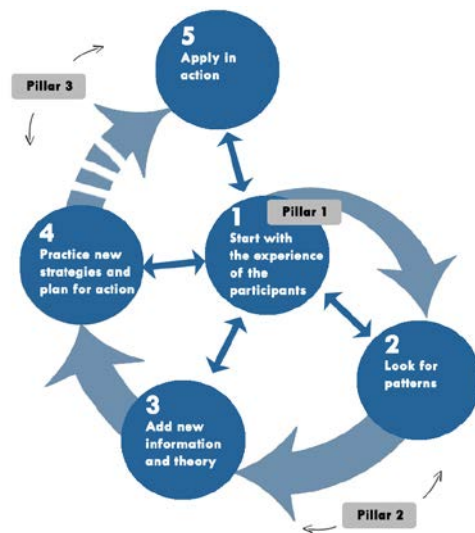 5
Apply in
action
Pillar 3
1
Pillar 1
Start with
the experience
of the
participants
4
Practice new
strategies and
plan for action
2
Look for
patterns
3
Add new
information
and theory
Pillar 2